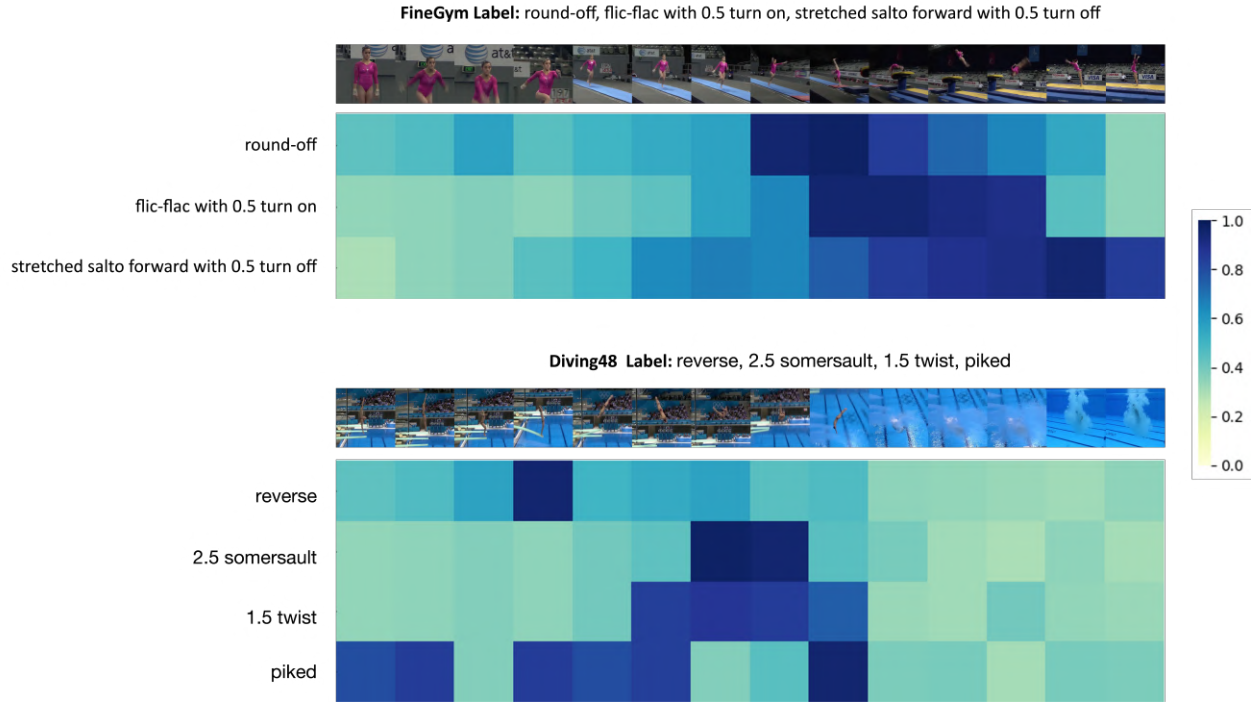 FineGym Label: round-off, flic-flac with 0.5 turn on, stretched salto forward with 0.5 turn off
at&t
round-off
flic-flac with 0.5 turn on
stretched salto forward with 0.5 turn off
1.0
0.8
0.6
0.4
0.2
0.0
Diving48 Label: reverse, 2.5 somersault, 1.5 twist, piked
reverse
2.5 somersault
1.5 twist
piked